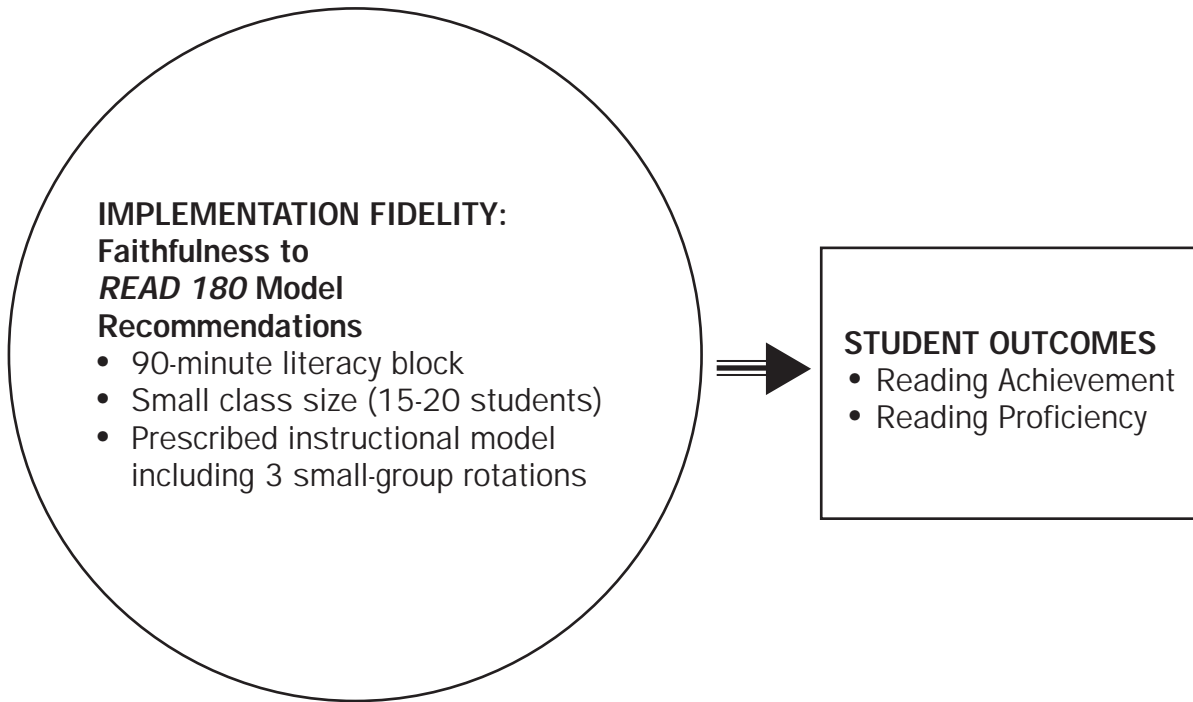 IMPLEMENTATION FIDELITY:
Faithfulness to
READ 180 Model
Recommendations
• 90-minute literacy block
• Small class size (15-20 students)
• Prescribed instructional model
including 3 small-group rotations
STUDENT OUTCOMES
• Reading Achievement
• Reading Proficiency